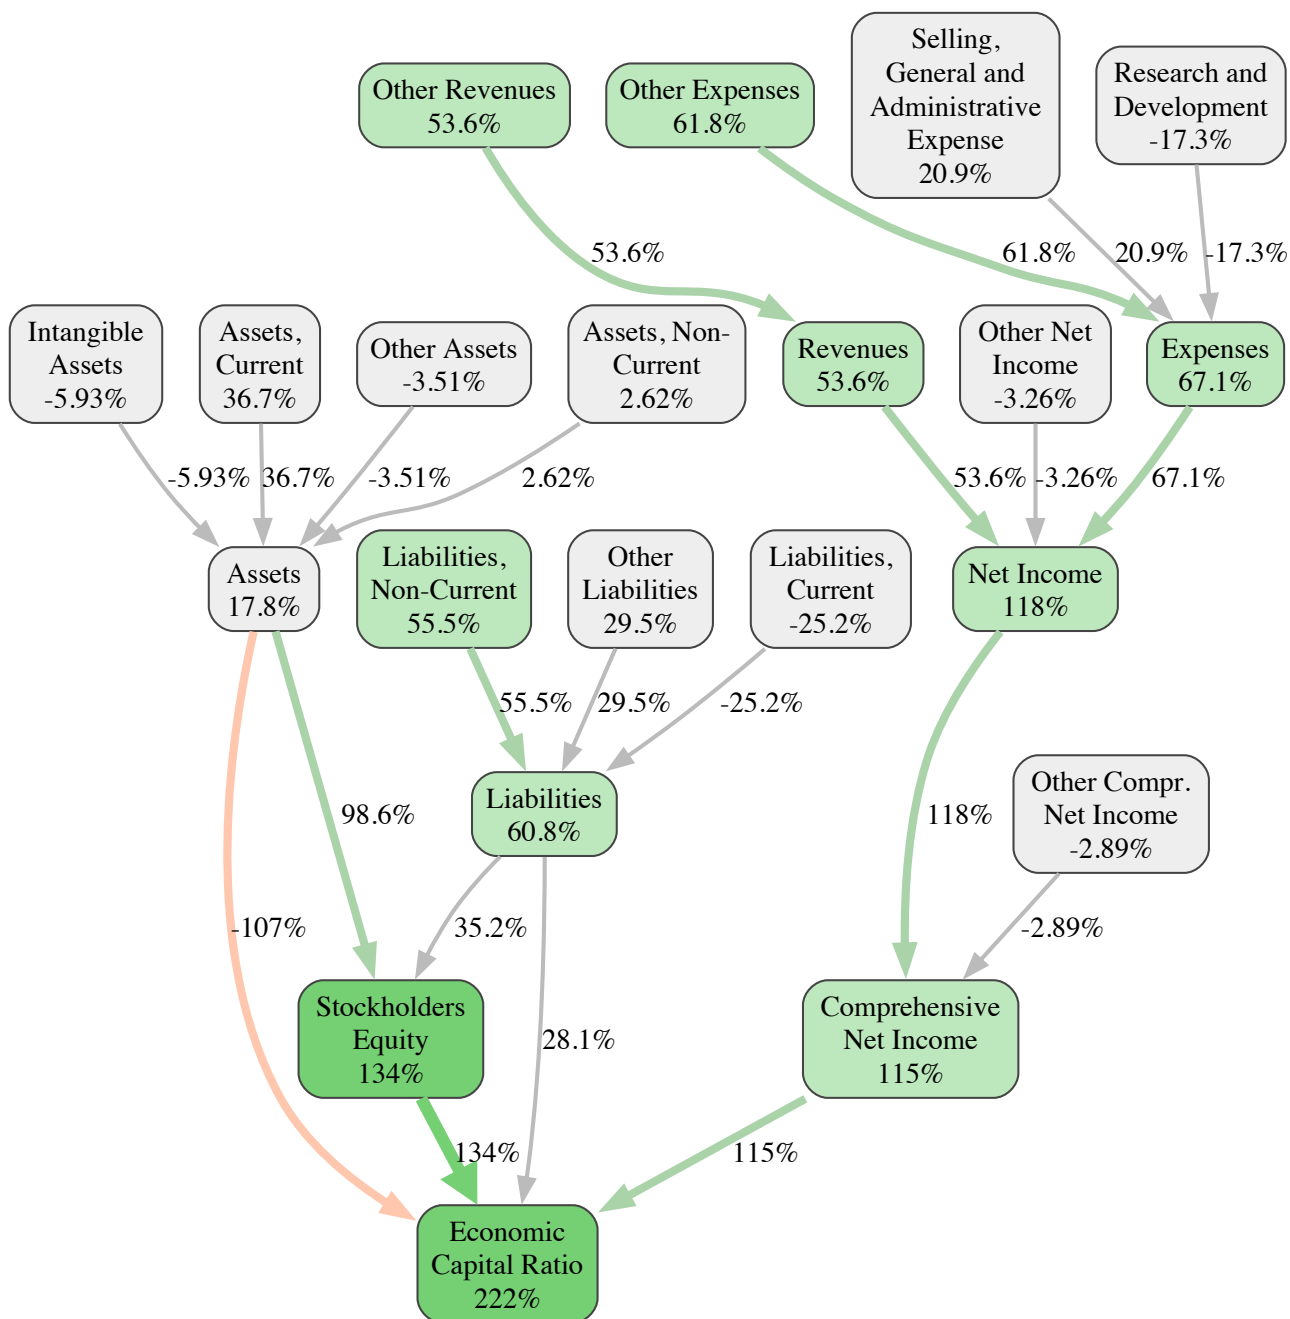 Selling,
General and
Administrative
Expense
20.9%
Other Revenues
53.6%
Other Expenses
61.8%
Research and
Development
-17.3%
53.6%
61.8%
20.9%
-17.3%
Intangible
Assets
-5.93%
Assets,
Current
36.7%
Other Assets
-3.51%
Assets, Non-
Current
2.62%
Revenues
53.6%
Other Net
Income
-3.26%
Expenses
67.1%
-5.93%
36.7%
-3.51%
2.62%
53.6%
-3.26%
67.1%
Assets
17.8%
Liabilities,
Non-Current
55.5%
Other
Liabilities
29.5%
Liabilities,
Current
-25.2%
Net Income
118%
55.5%
29.5%
-25.2%
98.6%
Liabilities
60.8%
118%
Other Compr.
Net Income
-2.89%
-107%
35.2%
-2.89%
Stockholders
Equity
134%
28.1%
Comprehensive
Net Income
115%
134%
115%
Economic
Capital Ratio
222%